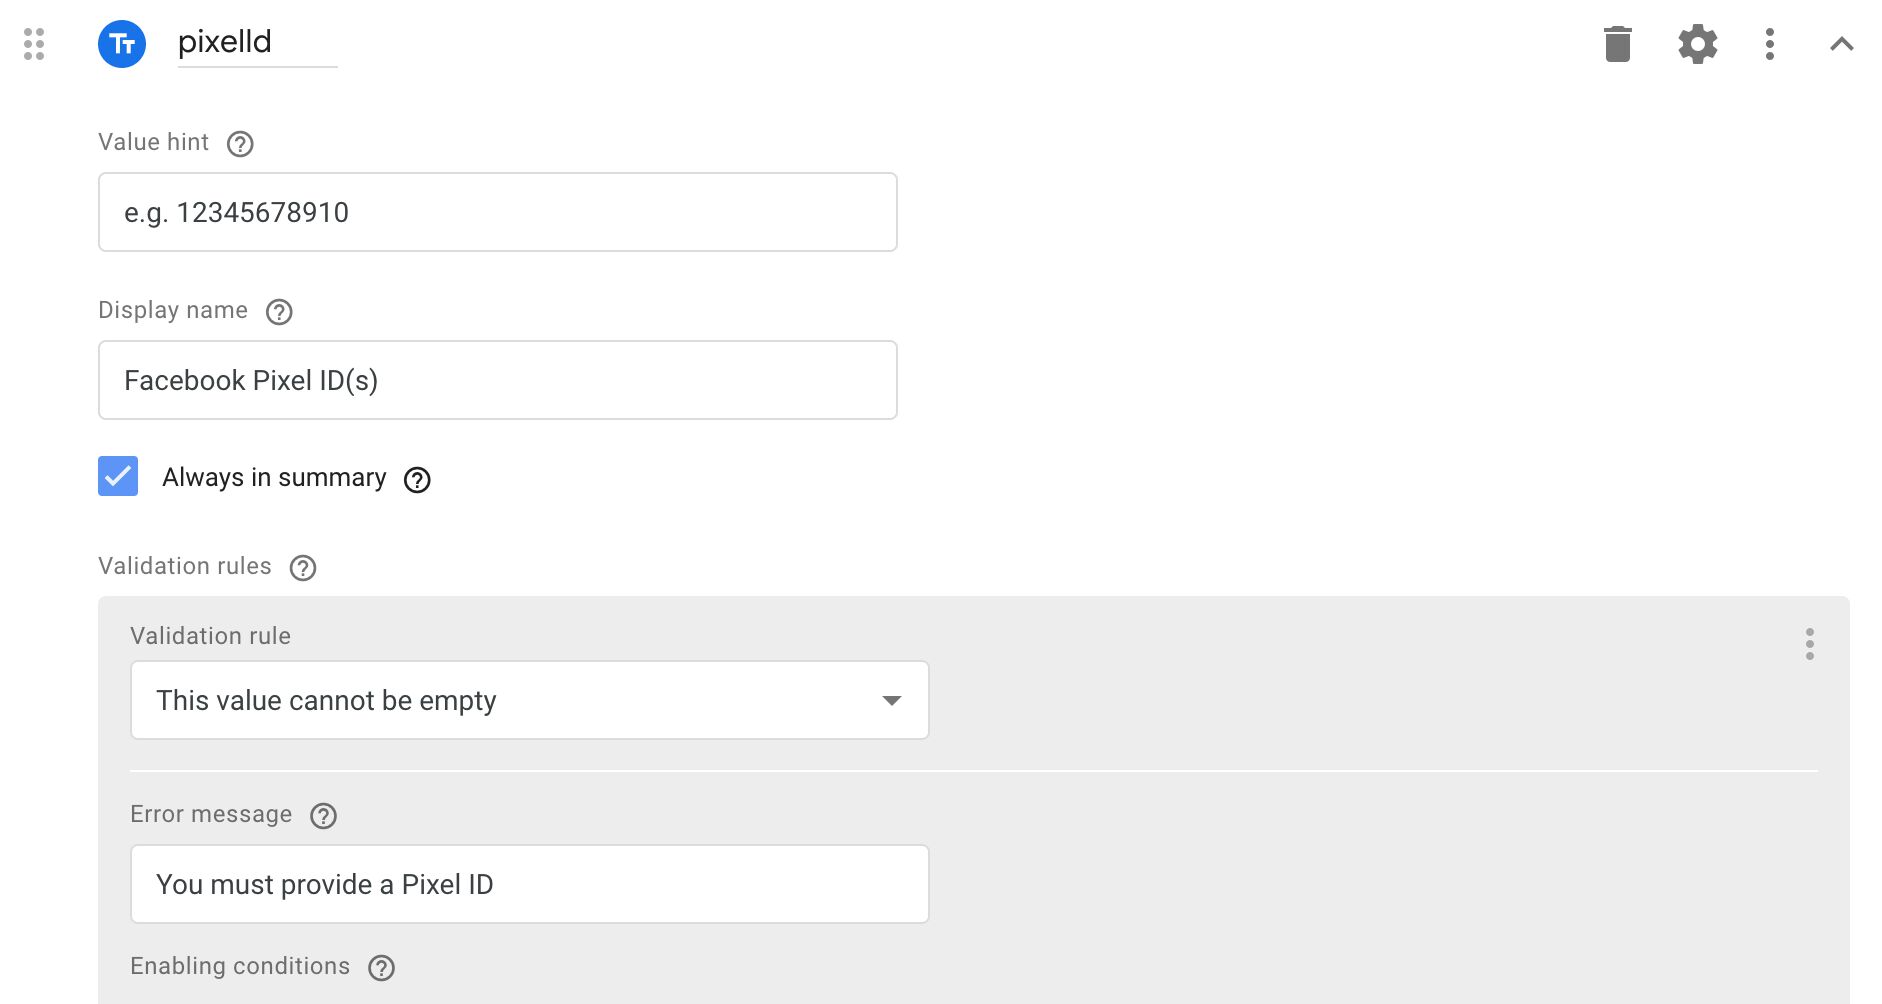 Tт pixelId
Value hint
e.g. 12345678910
Display name
Facebook Pixel ID(s)
Always in summary
Validation rules
Validation rule
This value cannot be empty
Error message
You must provide a Pixel ID
Enabling conditions